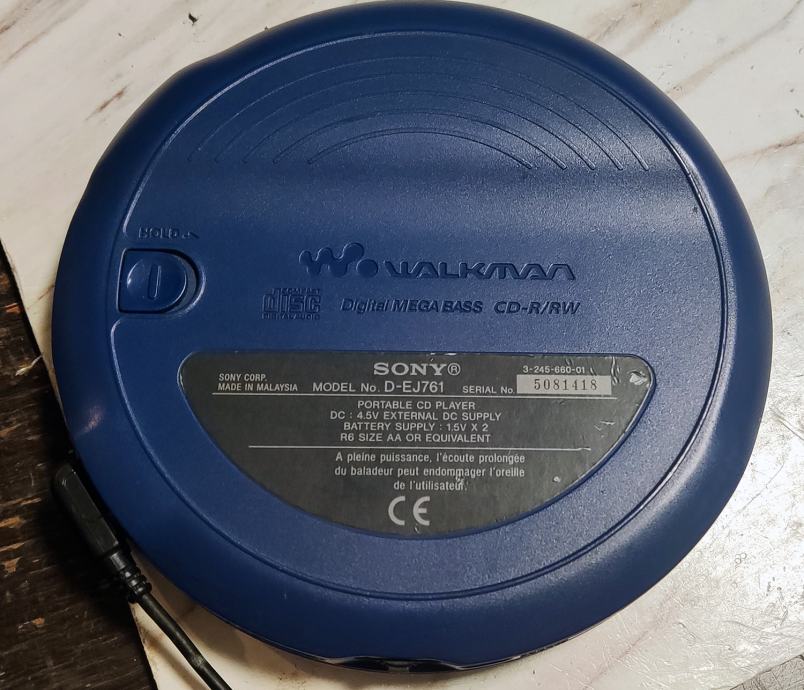 HOLD
WALKMAN
COMPACT
DISC
DIGITAL AUDIO
Digital MEGA BASS CD-R/RW
SONY®
3-245-660-01
SONY CORP.
MADE IN MALAYSIA
MODEL No. D-EJ761
SERIAL No. 5081418
PORTABLE CD PLAYER
DC : 4.5V EXTERNAL DC SUPPLY
BATTERY SUPPLY : 1.5V X 2
R6 SIZE AA OR EQUIVALENT
A pleine puissance, l'écoute prolongée
du baladeur peut endommager l'oreille
de l'utilisateur.
CE